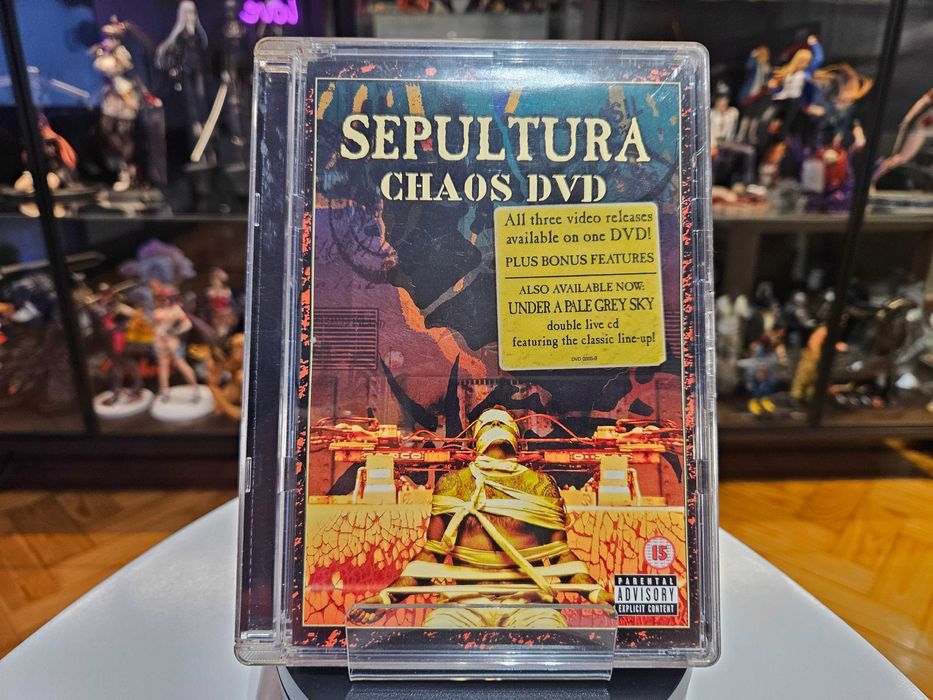 love
SEPULTURA
CHAOS DVD
All three video releases
available on one DVD!
PLUS BONUS FEATURES
ALSO AVAILABLE NOW:
UNDER A PALE GREY SKY
double live cd
featuring the classic line-up!
15
PARENTAL
ADVISORY
EXPLICIT CONTENT